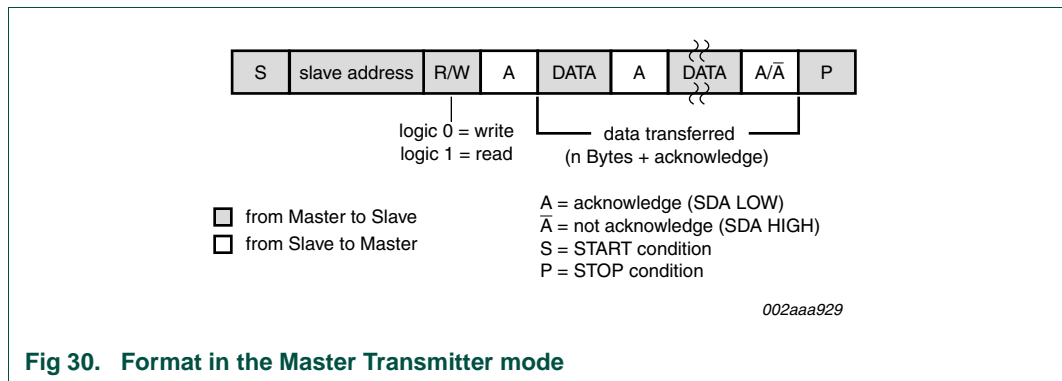 S slave address R/W A DATA A DATA A/A̅ P
logic 0 = write
logic 1 = read
data transferred
(n Bytes + acknowledge)
from Master to Slave
from Slave to Master
A = acknowledge (SDA LOW)
A̅ = not acknowledge (SDA HIGH)
S = START condition
P = STOP condition
002aaa929
Fig 30. Format in the Master Transmitter mode